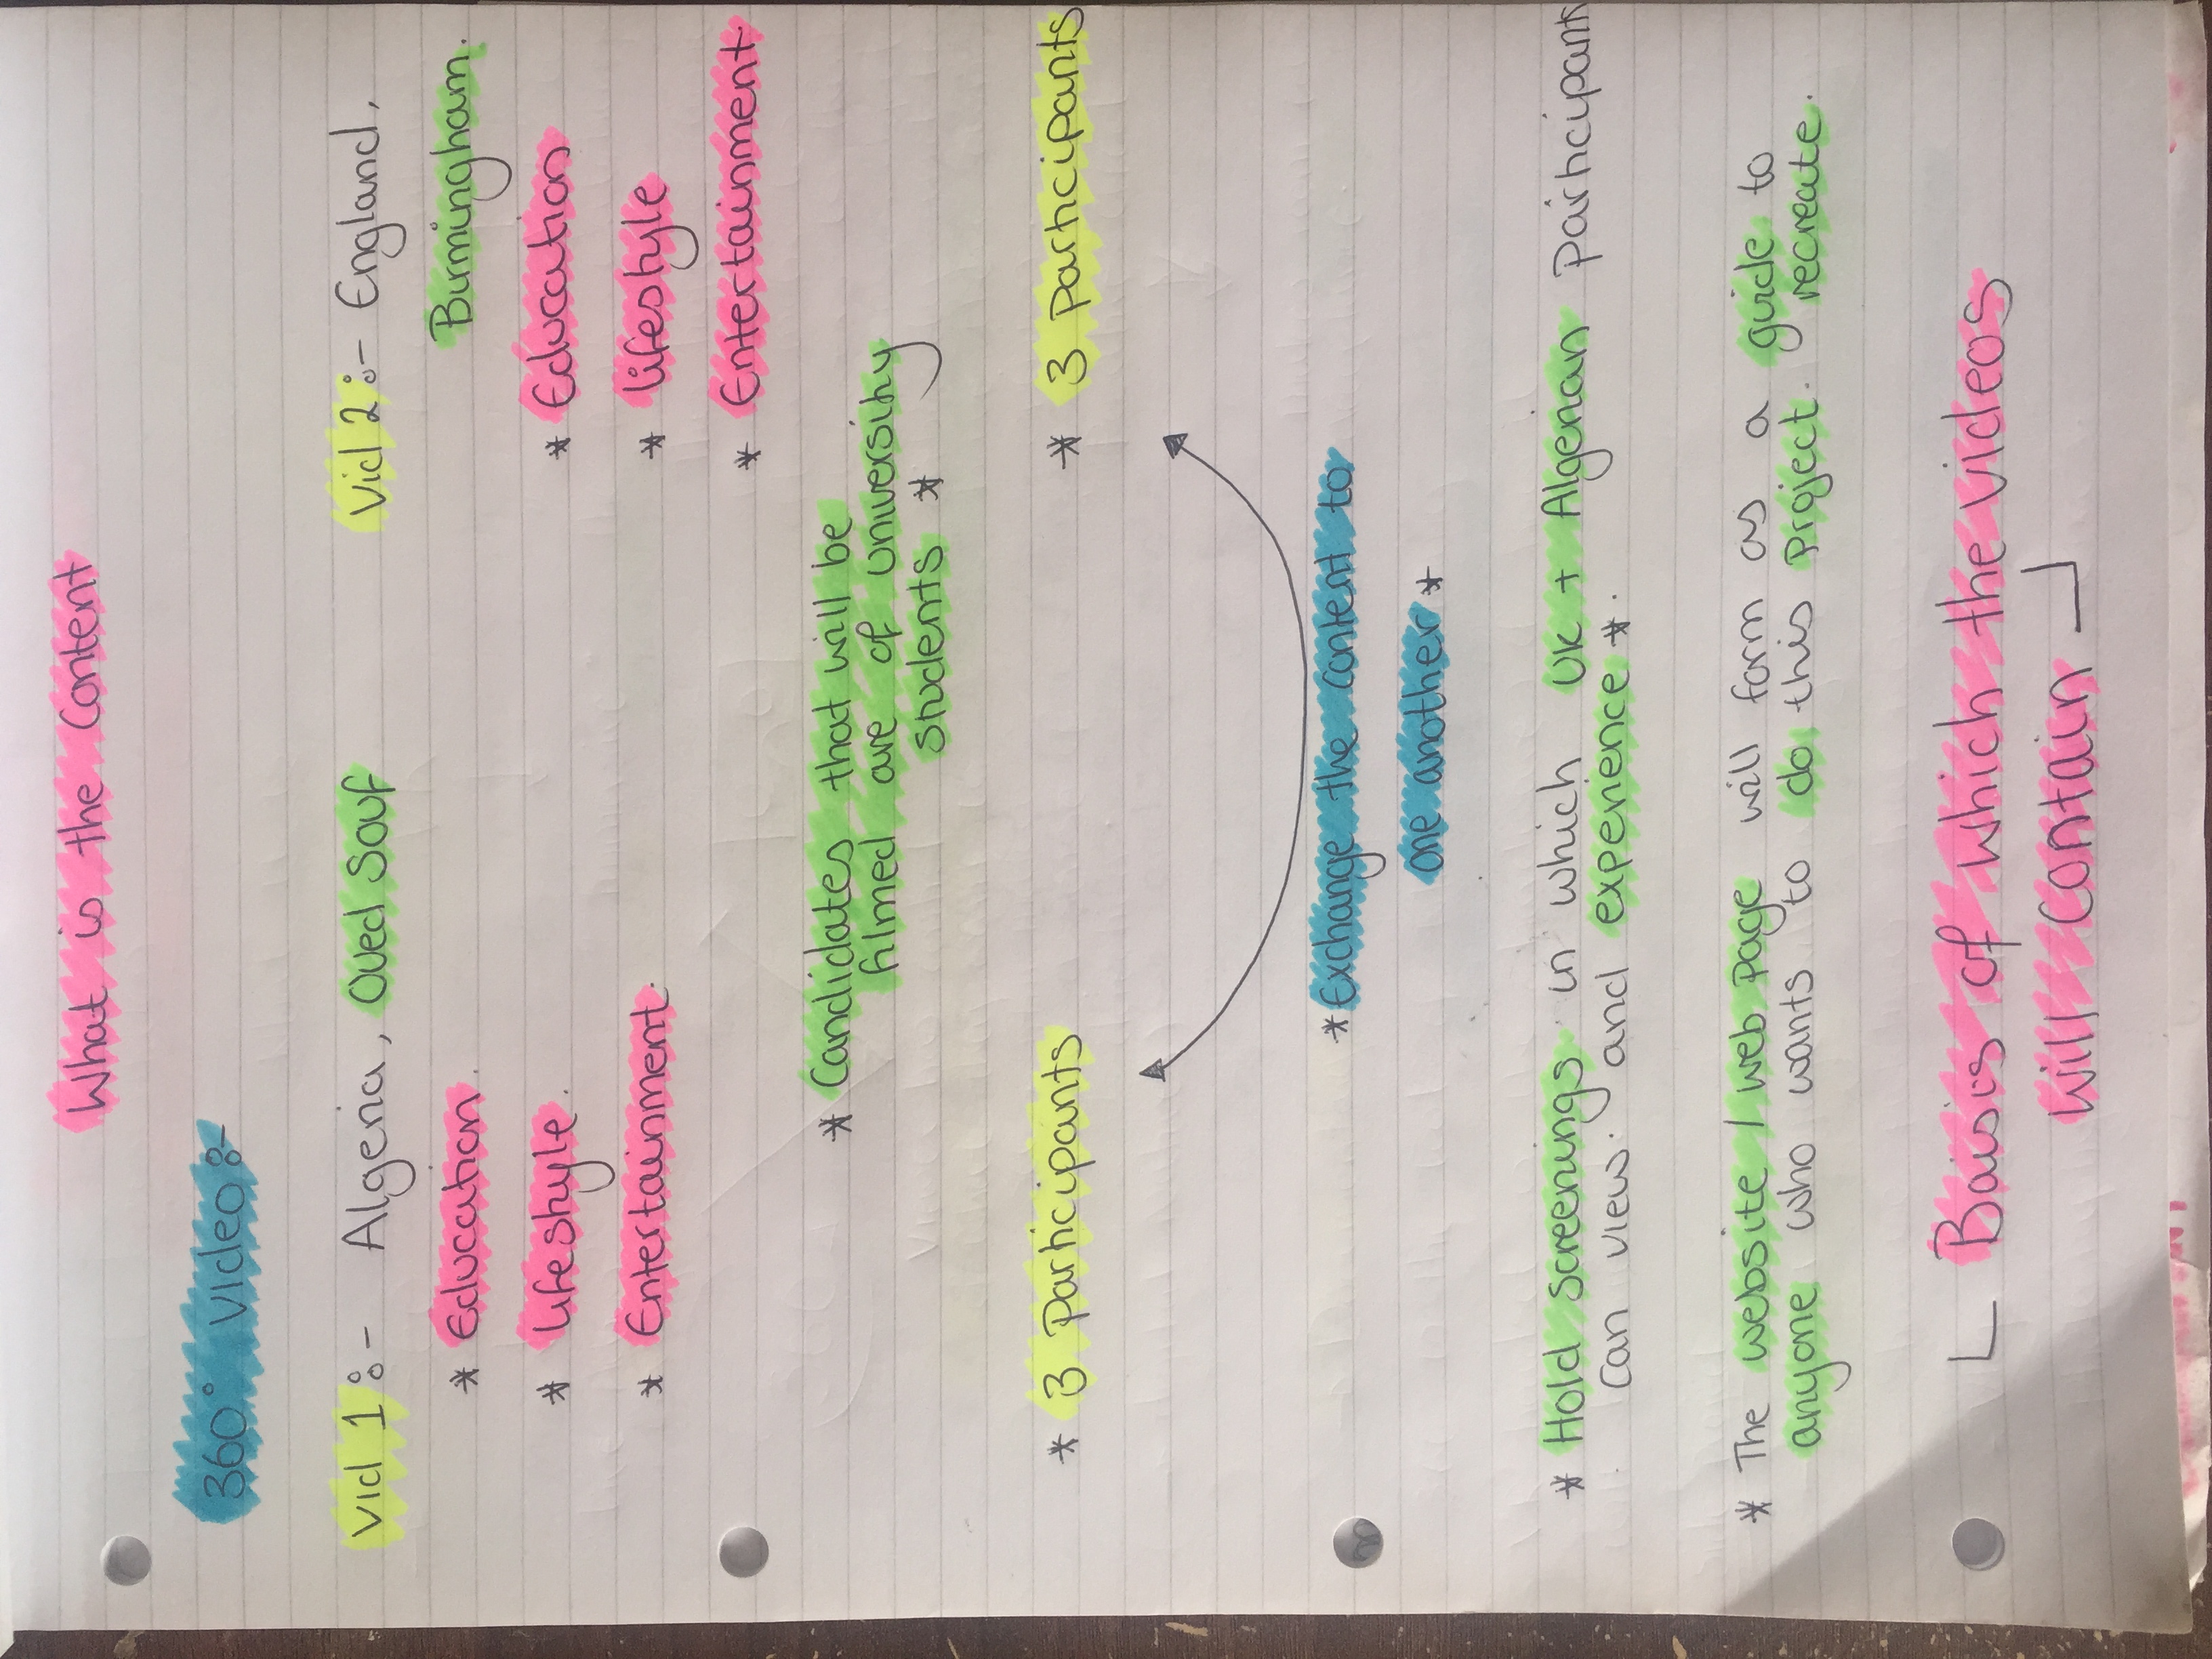 What is the Content
360° Video:-
Vid 1:- Algeria, Oued Souf
* Education.
* lifestyle.
* Entertainment.
Vid 2:- England,
Birmingham.
* Education
* lifestyle
* Entertainment.
* Candidates that will be
filmed are of University
students *
* 3 Participants
* 3 Participants
* Exchange the content to
one another *
* Hold screenings in which UK + Algerian Participants
can view. and experience *.
* The website / web page will form as a guide to
anyone who wants to do this Project. recreate.
Baisis of which the videos
will contain